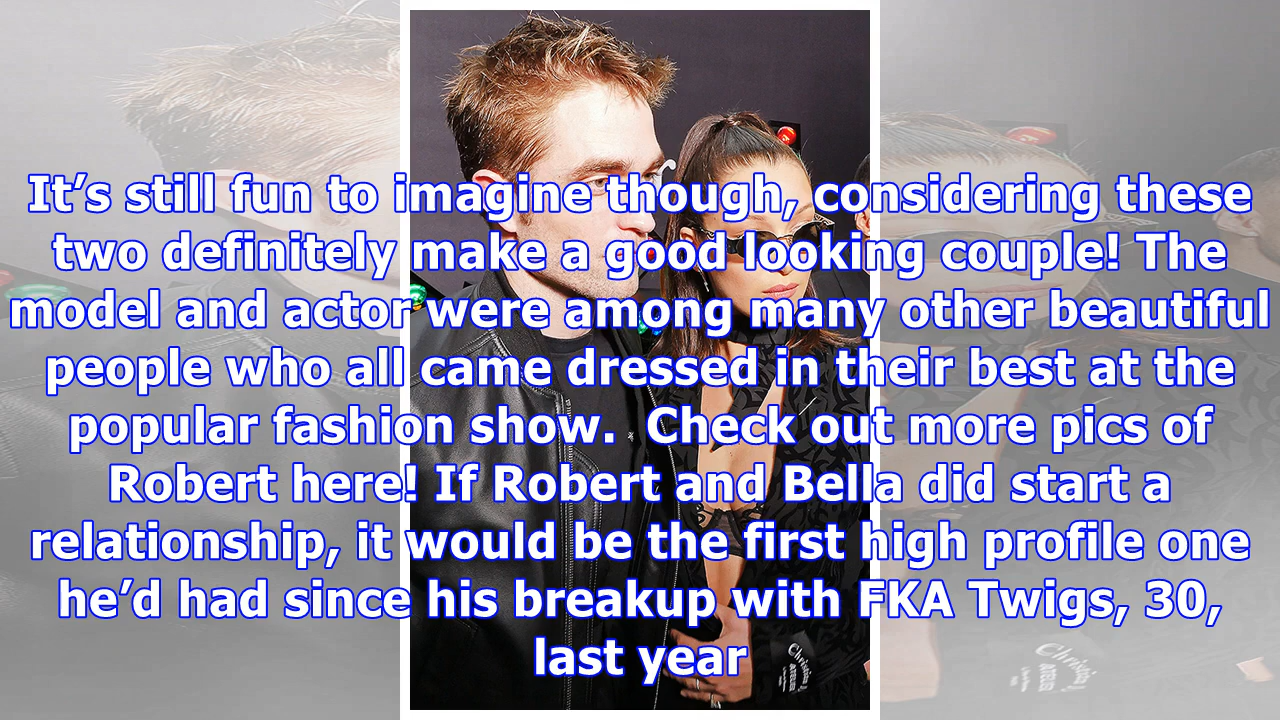 It’s still fun to imagine though, considering these
two definitely make a good looking couple! The
model and actor were among many other beautiful
people who all came dressed in their best at the
popular fashion show.  Check out more pics of
Robert here! If Robert and Bella did start a
relationship, it would be the first high profile one
he’d had since his breakup with FKA Twigs, 30,
last year